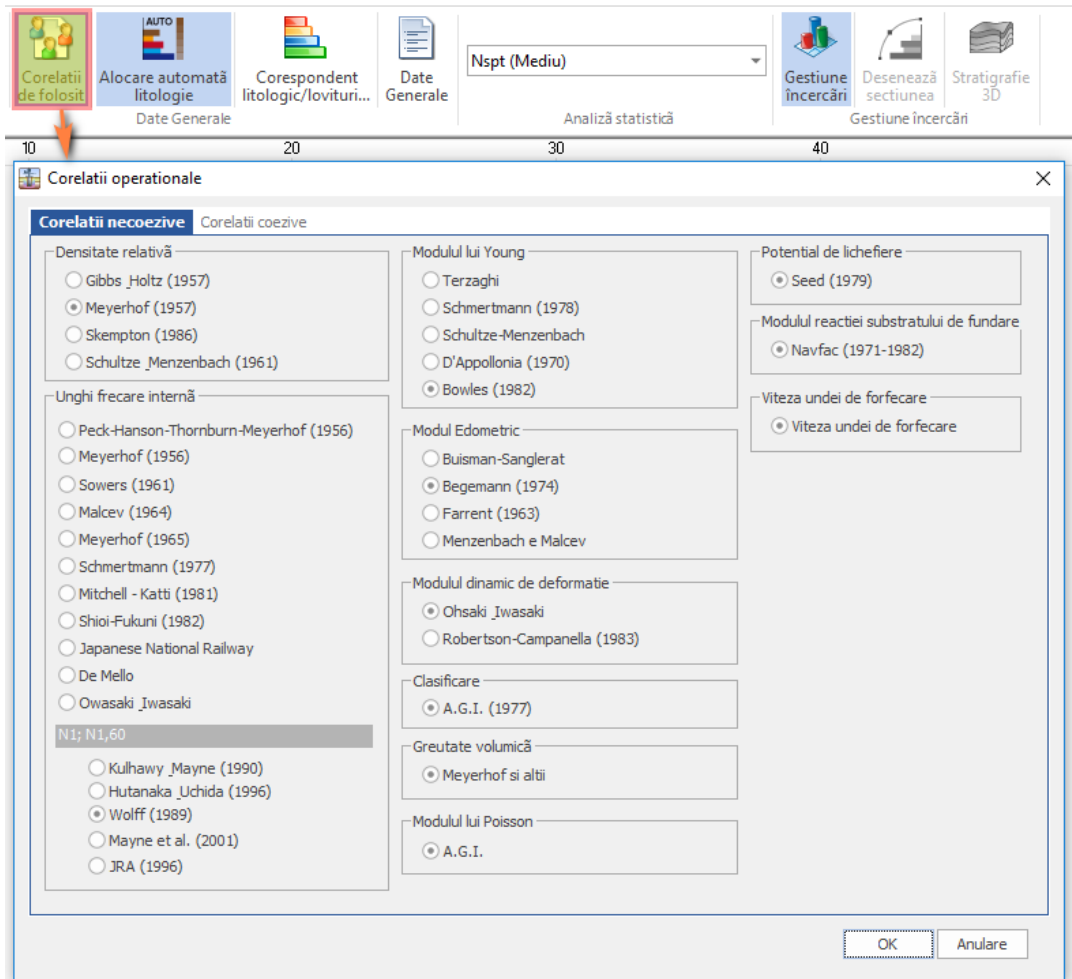 AUTO
Corelatii
de folosit
Alocare automată
litologie
Corespondent
litologic/lovituri...
Date
Generale
Date Generale
Nspt (Mediu)
Analiză statistică
Gestiune
încercări
Desenează
sectiunea
Stratigrafie
3D
Gestiune încercări
10 20 30 40
Corelatii operationale
Corelatii necoezive Corelatii coezive
Densitate relativă
Gibbs_Holtz (1957)
Meyerhof (1957)
Skempton (1986)
Schultze_Menzenbach (1961)
Unghi frecare internă
Peck-Hanson-Thornburn-Meyerhof (1956)
Meyerhof (1956)
Sowers (1961)
Malcev (1964)
Meyerhof (1965)
Schmertmann (1977)
Mitchell - Katti (1981)
Shioi-Fukuni (1982)
Japanese National Railway
De Mello
Owasaki_Iwasaki
N1; N1,60
Kulhawy_Mayne (1990)
Hutanaka_Uchida (1996)
Wolff (1989)
Mayne et al. (2001)
JRA (1996)
Modulul lui Young
Terzaghi
Schmertmann (1978)
Schultze-Menzenbach
D'Appollonia (1970)
Bowles (1982)
Modul Edometric
Buisman-Sanglerat
Begemann (1974)
Farrent (1963)
Menzenbach e Malcev
Modulul dinamic de deformatie
Ohsaki_Iwasaki
Robertson-Campanella (1983)
Clasificare
A.G.I. (1977)
Greutate volumică
Meyerhof si altii
Modulul lui Poisson
A.G.I.
Potential de lichefiere
Seed (1979)
Modulul reactiei substratului de fundare
Navfac (1971-1982)
Viteza undei de forfecare
Viteza undei de forfecare
OK Anulare